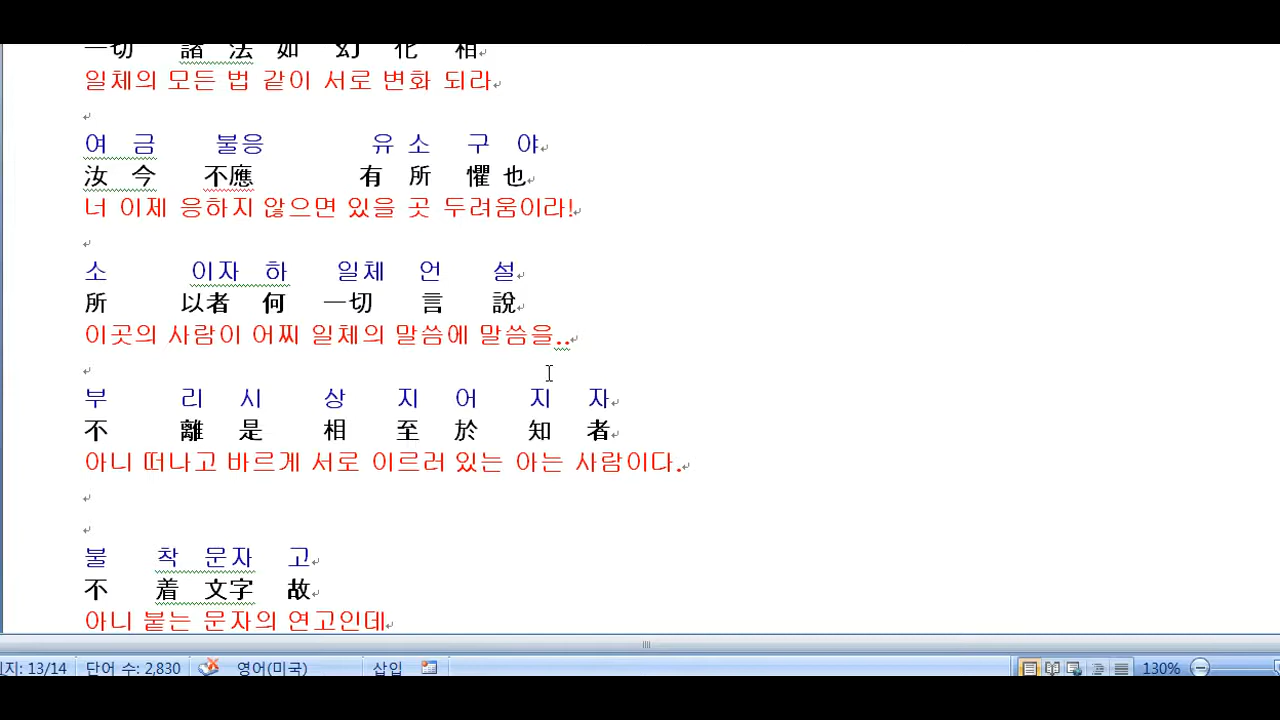 一切 諸 法 如 幻 化 相
일체의 모든 법 같이 서로 변화 되라
여 금 불응 유 소 구 야
汝 今 不應 有 所 懼 也
너 이제 응하지 않으면 있을 곳 두려움이라!
소 이자 하 일체 언 설
所 以者 何 一切 言 說
이곳의 사람이 어찌 일체의 말씀에 말씀을..
부 리 시 상 지 어 지 자
不 離 是 相 至 於 知 者
아니 떠나고 바르게 서로 이르러 있는 아는 사람이다.
불 착 문자 고
不 着 文字 故
아니 붙는 문자의 연고인데
지: 13/14 단어 수: 2,830 영어(미국) 삽입 130%